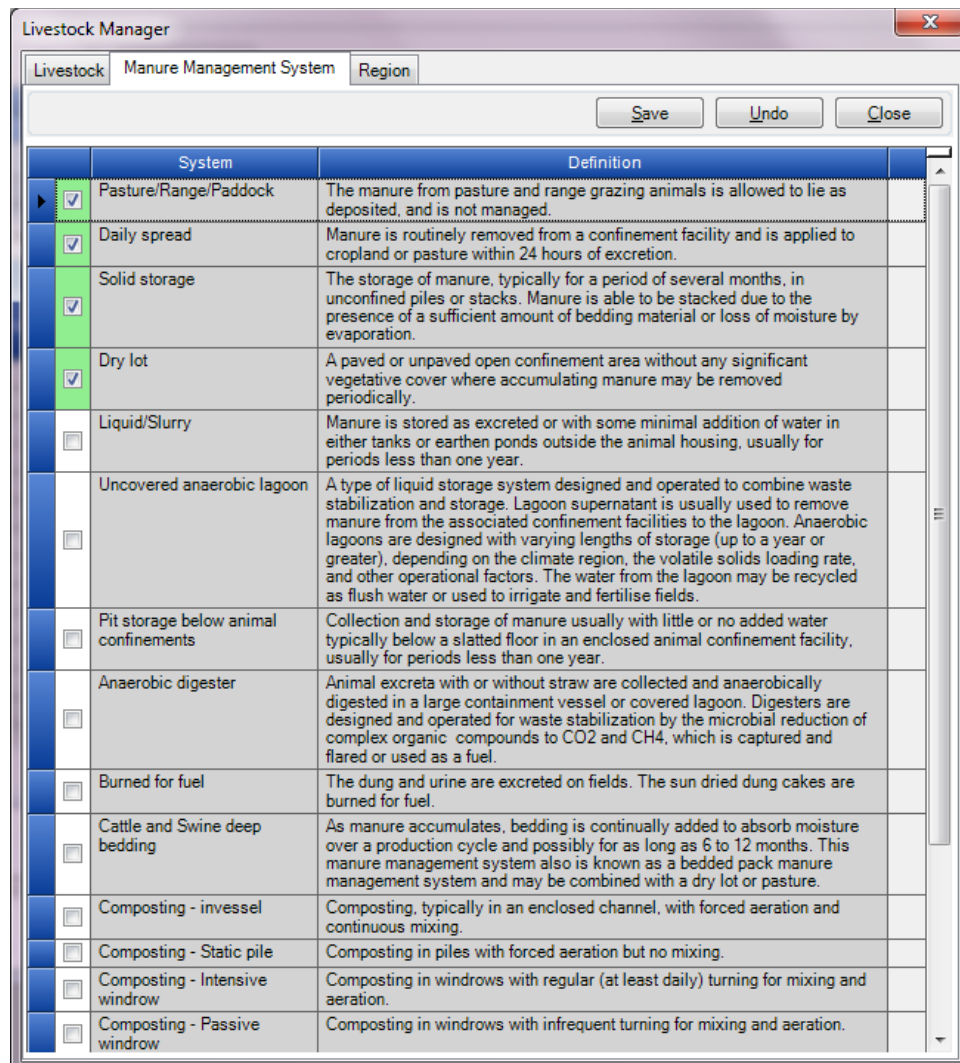 Livestock Manager
Livestock
Manure Management System
Region
Save
Undo
Close
System
Definition
Pasture/Range/Paddock
The manure from pasture and range grazing animals is allowed to lie as
deposited, and is not managed.
Daily spread
Manure is routinely removed from a confinement facility and is applied to
cropland or pasture within 24 hours of excretion.
Solid storage
The storage of manure, typically for a period of several months, in
unconfined piles or stacks. Manure is able to be stacked due to the
presence of a sufficient amount of bedding material or loss of moisture by
evaporation.
Dry lot
A paved or unpaved open confinement area without any significant
vegetative cover where accumulating manure may be removed
periodically.
Liquid/Slurry
Manure is stored as excreted or with some minimal addition of water in
either tanks or earthen ponds outside the animal housing, usually for
periods less than one year.
Uncovered anaerobic lagoon
A type of liquid storage system designed and operated to combine waste
stabilization and storage. Lagoon supernatant is usually used to remove
manure from the associated confinement facilities to the lagoon. Anaerobic
lagoons are designed with varying lengths of storage (up to a year or
greater), depending on the climate region, the volatile solids loading rate,
and other operational factors. The water from the lagoon may be recycled
as flush water or used to irrigate and fertilise fields.
Pit storage below animal
confinements
Collection and storage of manure usually with little or no added water
typically below a slatted floor in an enclosed animal confinement facility,
usually for periods less than one year.
Anaerobic digester
Animal excreta with or without straw are collected and anaerobically
digested in a large containment vessel or covered lagoon. Digesters are
designed and operated for waste stabilization by the microbial reduction of
complex organic  compounds to CO2 and CH4, which is captured and
flared or used as a fuel.
Burned for fuel
The dung and urine are excreted on fields. The sun dried dung cakes are
burned for fuel.
Cattle and Swine deep
bedding
As manure accumulates, bedding is continually added to absorb moisture
over a production cycle and possibly for as long as 6 to 12 months. This
manure management system also is known as a bedded pack manure
management system and may be combined with a dry lot or pasture.
Composting - invessel
Composting, typically in an enclosed channel, with forced aeration and
continuous mixing.
Composting - Static pile
Composting in piles with forced aeration but no mixing.
Composting - Intensive
windrow
Composting in windrows with regular (at least daily) turning for mixing and
aeration.
Composting - Passive
windrow
Composting in windrows with infrequent turning for mixing and aeration.